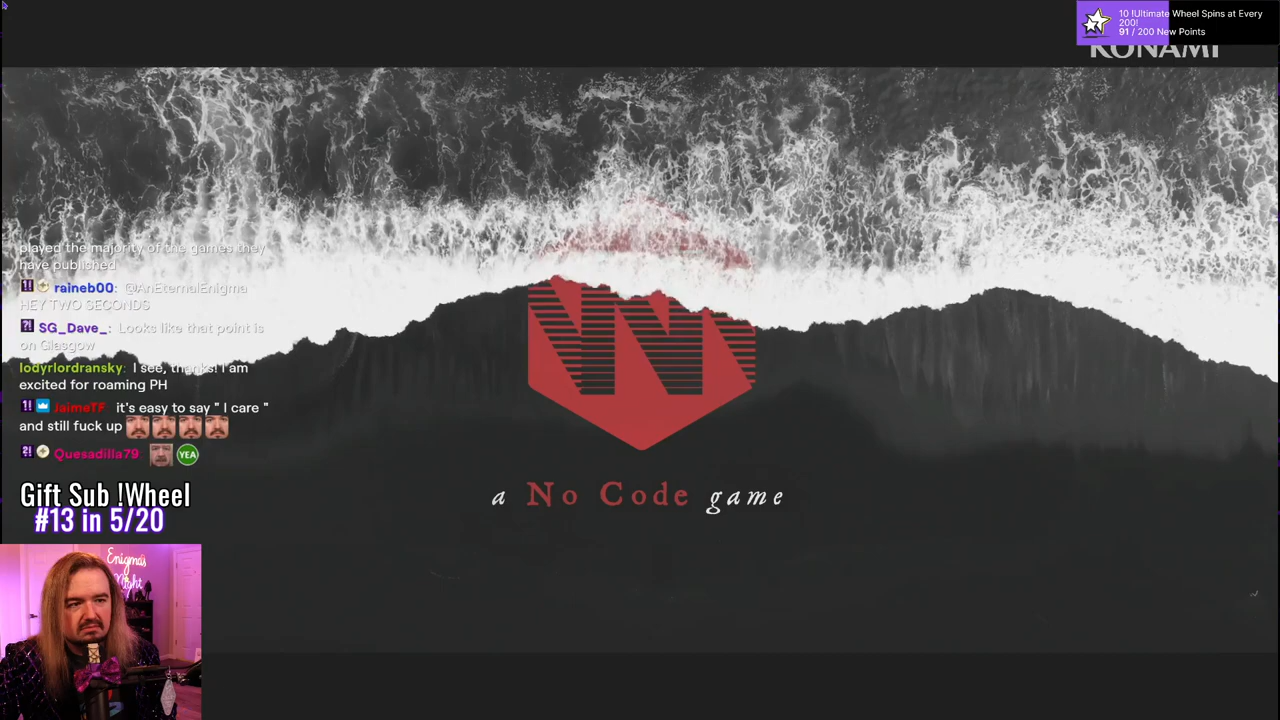 10 !Ultimate Wheel Spins at Every
200!
91 / 200 New Points
KONAMI
played the majority of the games they
have published
raineb00: @AnEternalEnigma
HEY TWO SECONDS
SG_Dave_: Looks like that point is
on Glasgow
lodyrlordransky: I see, thanks! I am
excited for roaming PH
JaimeTF: it's easy to say " I care "
and still fuck up
Quesadilla79: YEA
a No Code game
Gift Sub !Wheel
#13 in 5/20
Enigma's
Night